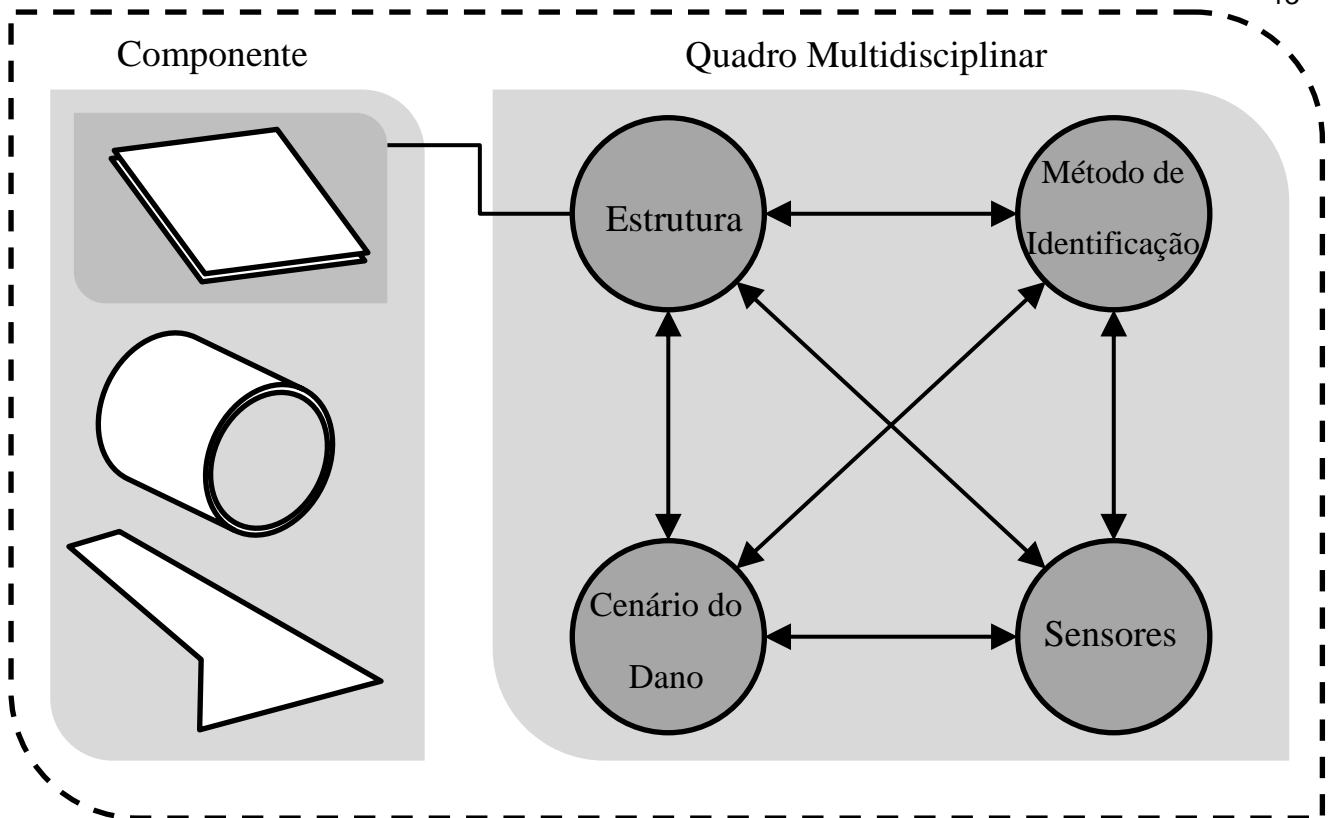 Componente
Quadro Multidisciplinar
Estrutura
Método de
Identificação
Cenário do
Dano
Sensores